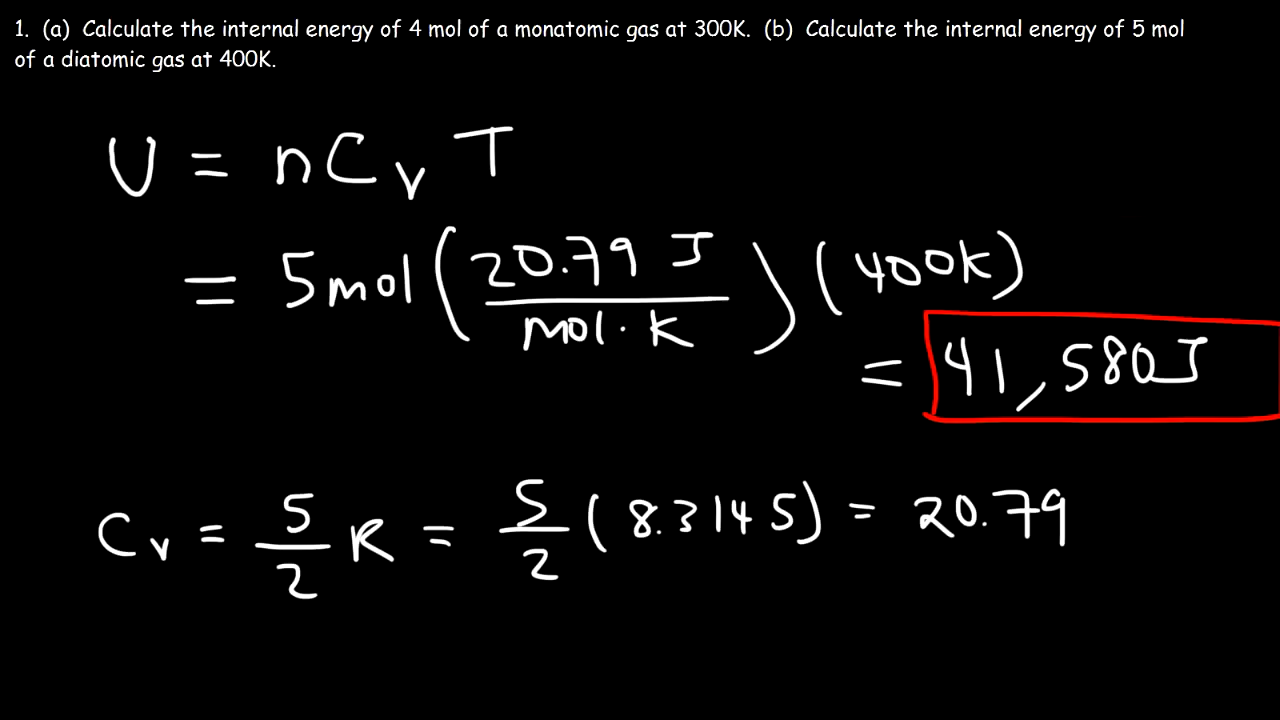 1. (a) Calculate the internal energy of 4 mol of a monatomic gas at 300K. (b) Calculate the internal energy of 5 mol
of a diatomic gas at 400K.
U = nCᵥT
= 5mol (20.79 J / mol·K) (400K)
= 41,580J
Cᵥ = 5/2 R = 5/2 (8.3145) = 20.79